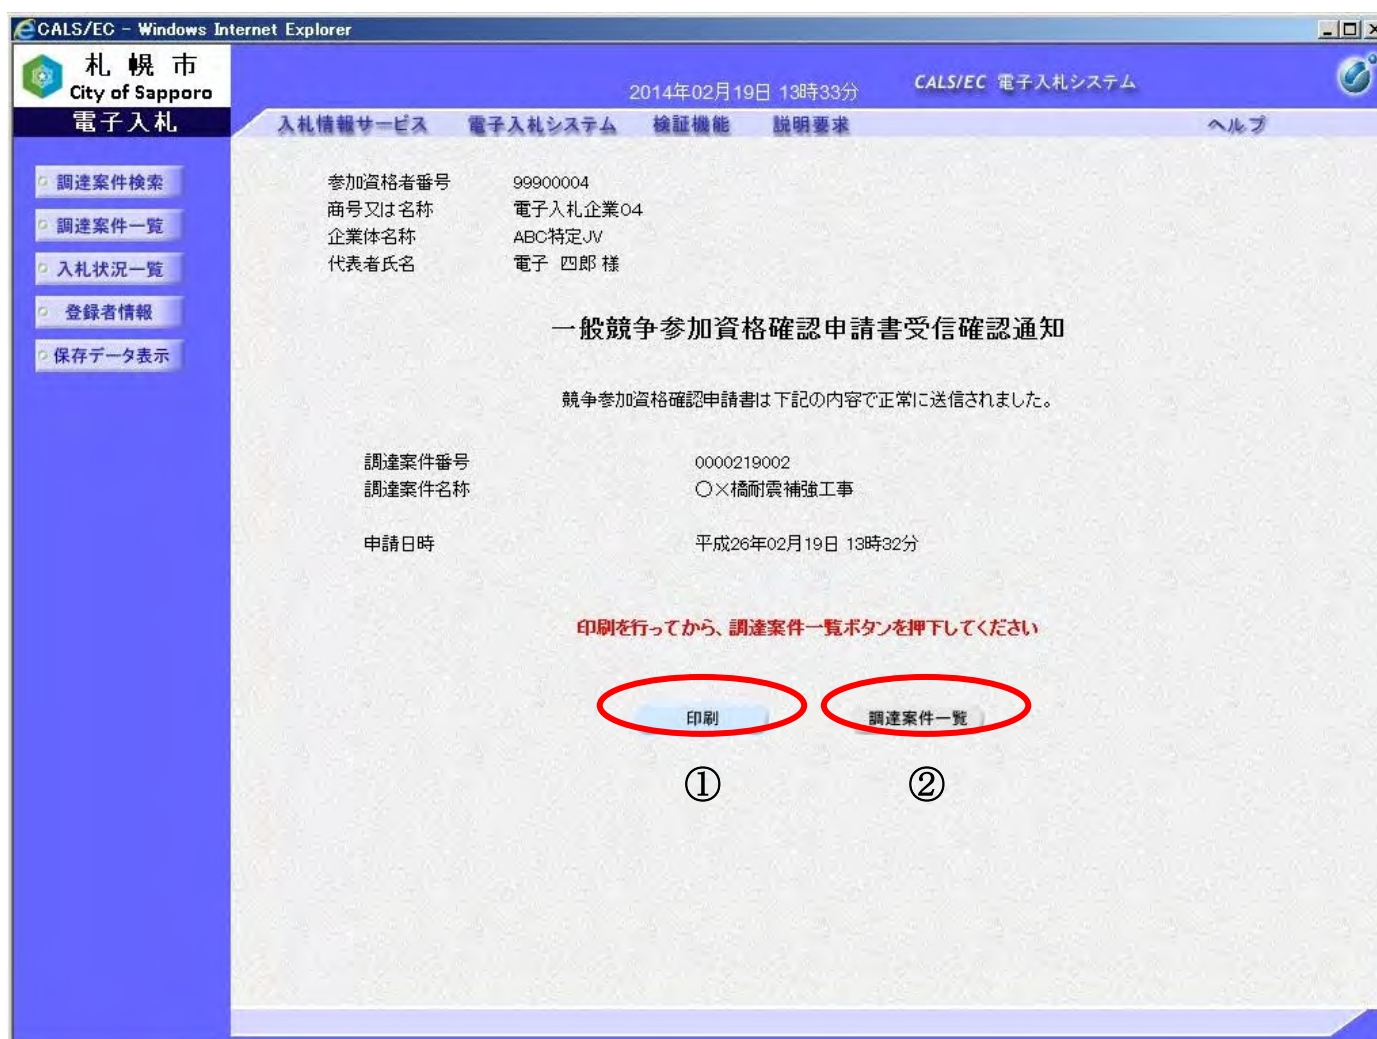 CALS/EC - Windows Internet Explorer
札幌市
City of Sapporo
2014年02月19日 13時33分
CALS/EC 電子入札システム
電子入札
入札情報サービス 電子入札システム 検証機能 説明要求 ヘルプ
調達案件検索
調達案件一覧
入札状況一覧
登録者情報
保存データ表示
参加資格者番号 99900004
商号又は名称 電子入札企業04
企業体名称 ABC特定JV
代表者氏名 電子 四郎 様
一般競争参加資格確認申請書受信確認通知
競争参加資格確認申請書は下記の内容で正常に送信されました。
調達案件番号 0000219002
調達案件名称 〇×橋耐震補強工事
申請日時 平成26年02月19日 13時32分
印刷を行ってから、調達案件一覧ボタンを押下してください
印刷 調達案件一覧
① ②